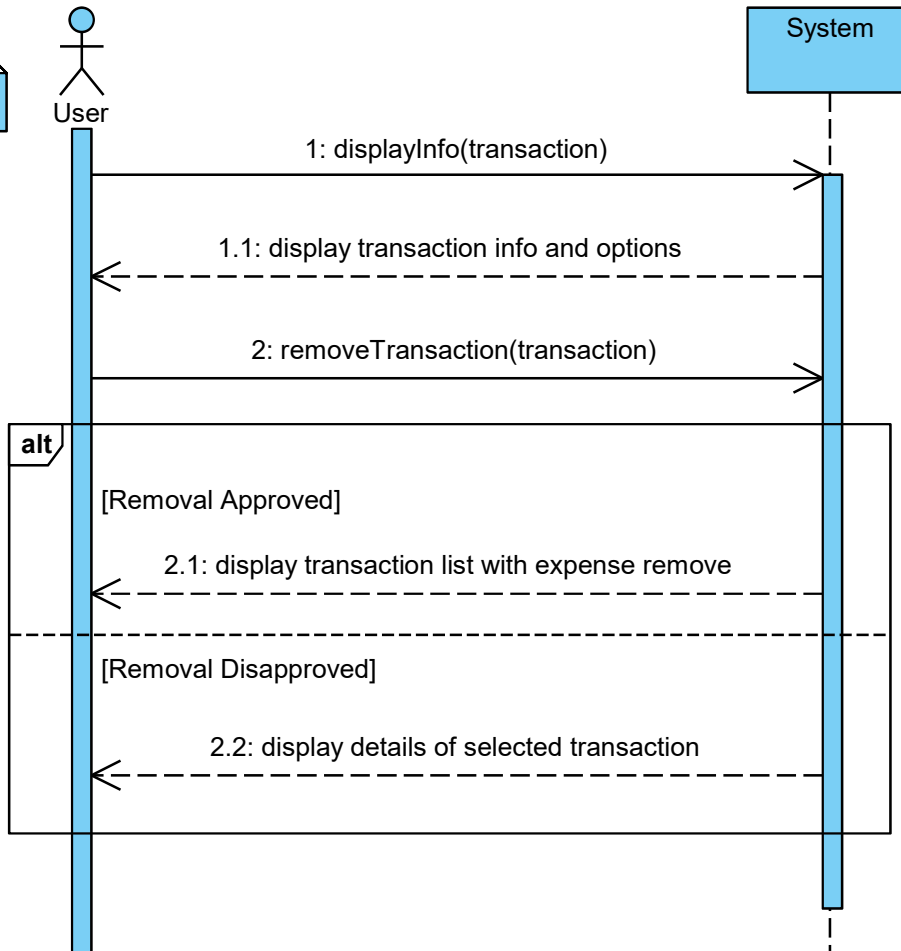 System
User
1: displayInfo(transaction)
1.1: display transaction info and options
2: removeTransaction(transaction)
alt
[Removal Approved]
2.1: display transaction list with expense remove
[Removal Disapproved]
2.2: display details of selected transaction